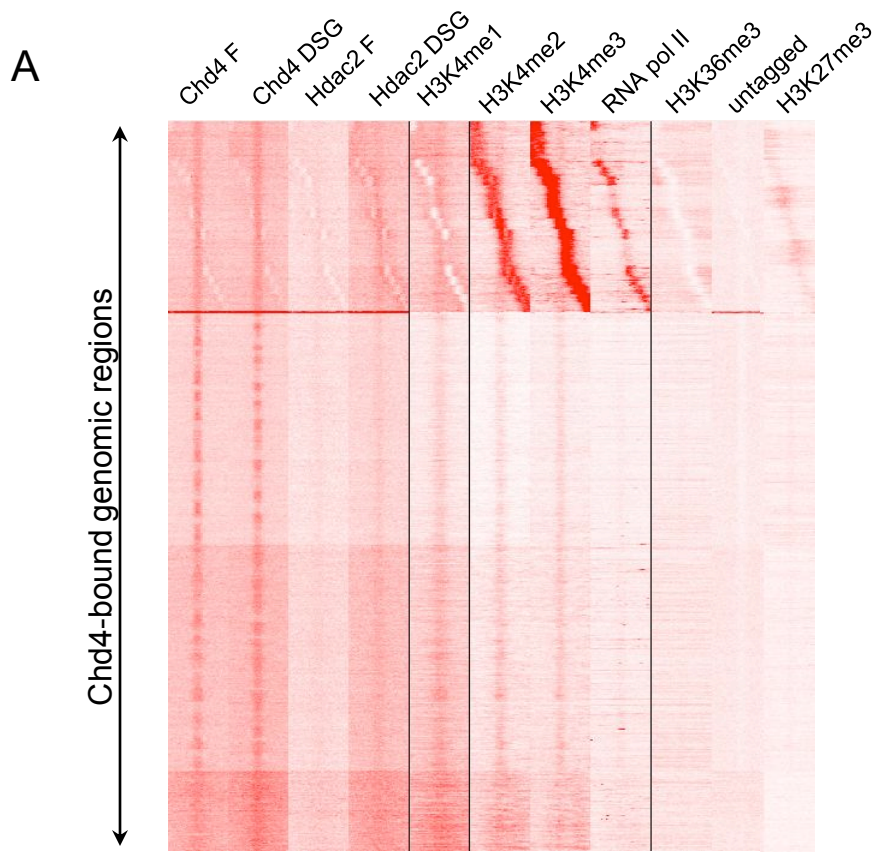 A
Chd4 F
Chd4 DSG
Hdac2 F
Hdac2 DSG
H3K4me1
H3K4me2
H3K4me3
RNA pol II
H3K36me3
untagged
H3K27me3
Chd4-bound genomic regions